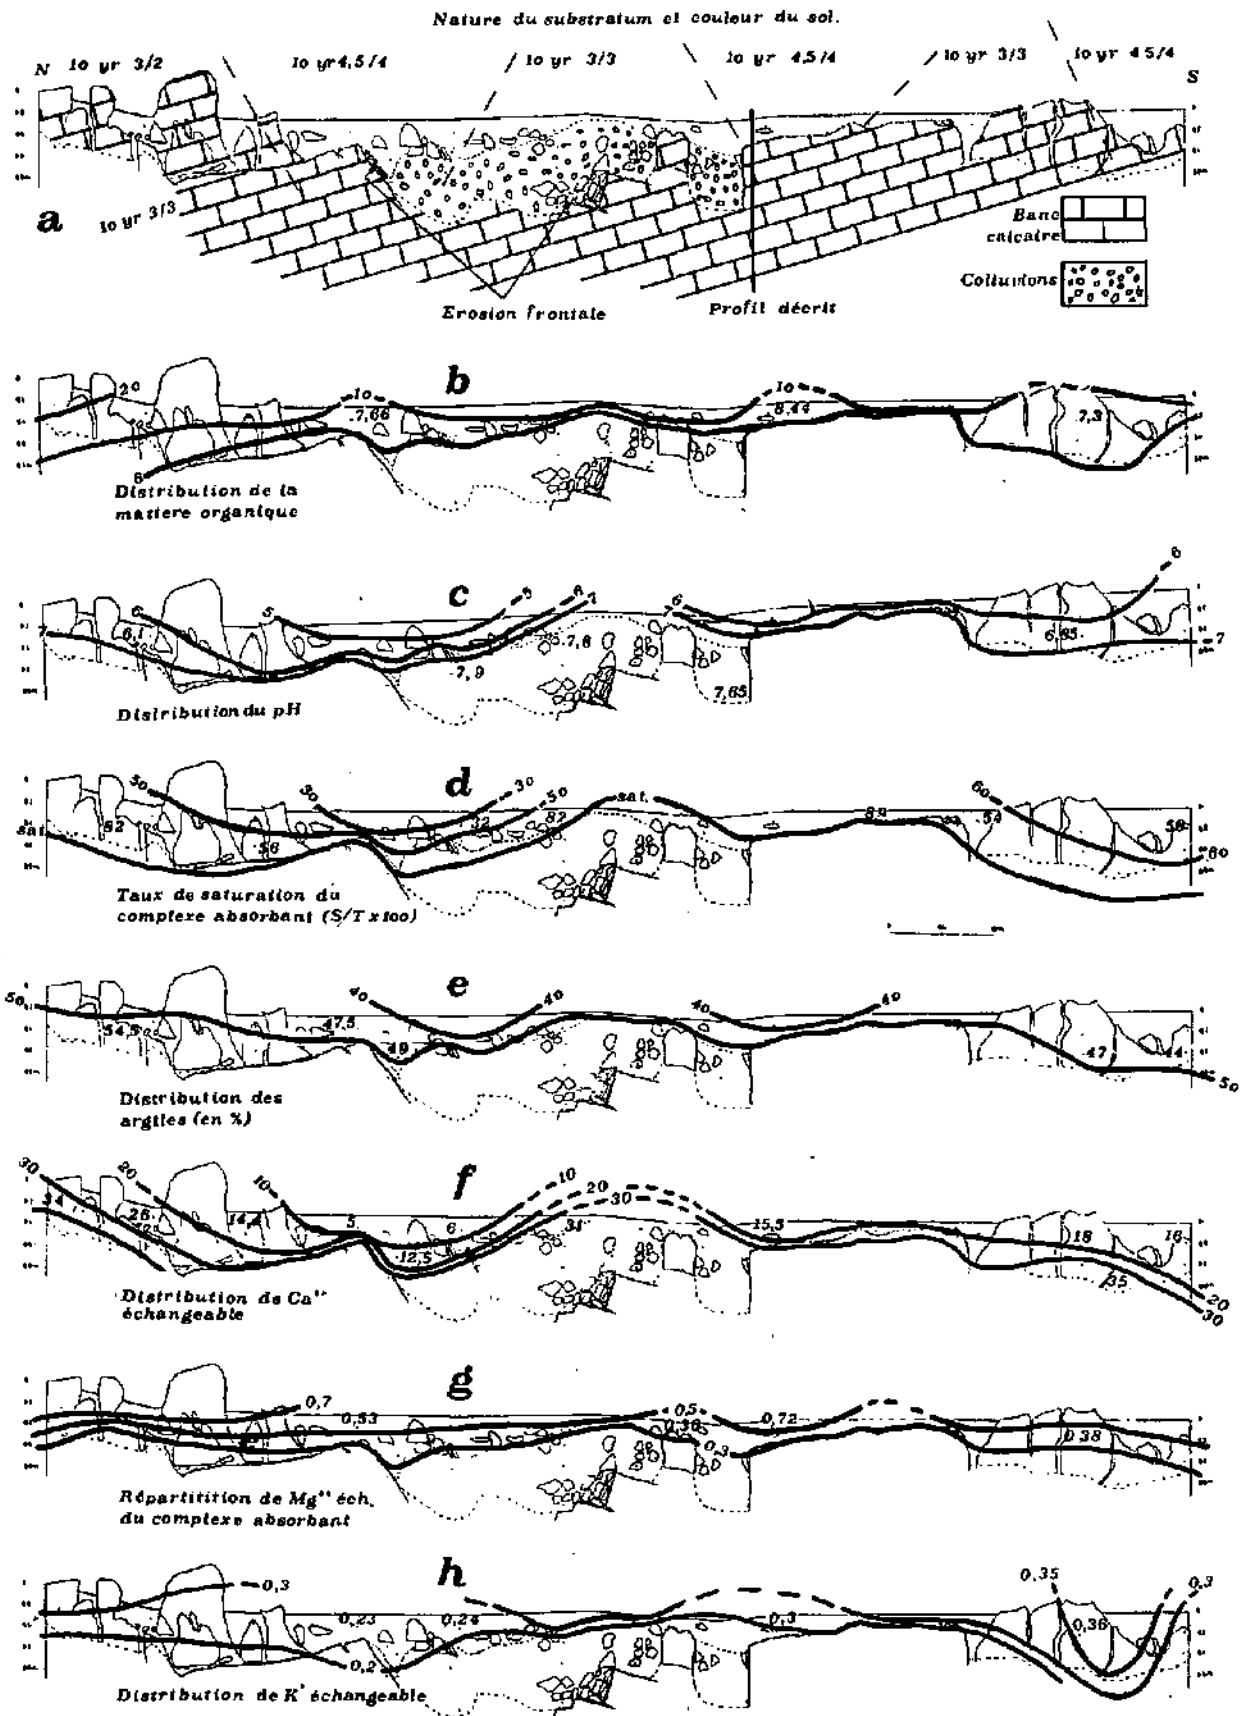 Nature du substratum et couleur du sol.
N 10 yr 3/2 10 yr 4,5/4 10 yr 3/3 10 yr 4,5/4 10 yr 3/3 10 yr 4 5/4 S
a
10 yr 3/3
Banc
calcaire
Colluvions
Erosion frontale
Profil décrit
b
20
10
7,66
10
8,44
7,3
6
Distribution de la
matiere organique
c
7
6
6,1
5
5
6
7
7,8
7,9
6
7,65
6,85
6
7
Distribution du pH
d
50
30
30
50
sat.
60
sat.
82
56
32
82
54
58
60
Taux de saturation du
complexe absorbant (S/T x 100)
e
50
54,5
47,5
40
49
40
40
40
47
44
50
Distribution des
argiles (en %)
f
30
34
20
26
10
14,4
5
6
12,5
10
20
30
31
15,5
18
16
35
20
30
Distribution de Ca++
échangeable
g
0,7
0,53
0,5
0,36
0,3
0,72
0,38
Répartitition de Mg++ éch.
du complexe absorbant
h
0,3
0,23
0,24
0,2
0,3
0,35
0,36
0,3
Distribution de K+ échangeable